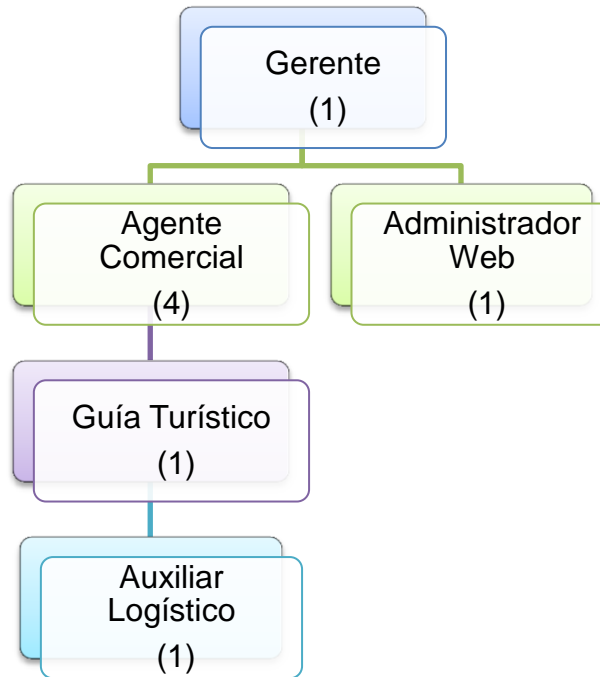 Gerente
(1)
Agente
Comercial
(4)
Administrador
Web
(1)
Guía Turístico
(1)
Auxiliar
Logístico
(1)